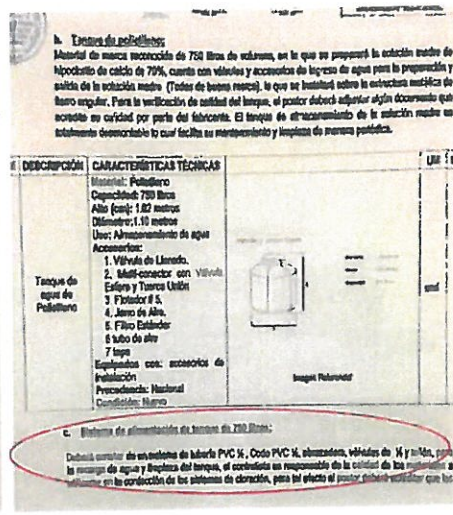 b. Tanque de polietileno:
Material de marca reconocida de 750 litros de volumen, en la que se preparará la solución madre de
hipoclorito de calcio de 70%, cuenta con válvulas y accesorios de ingreso de agua para la preparación y
salida de la solución madre (Todas de buena marca), lo que se instalará sobre la estructura metálica de
fierro angular. Para la verificación de calidad del tanque, el postor deberá adjuntar algún documento que
acredite su calidad por parte del fabricante. El tanque de almacenamiento de la solución madre es
totalmente desmontable lo cual facilita su mantenimiento y limpieza de manera periódica.
DESCRIPCIÓN CARACTERÍSTICAS TÉCNICAS UM
Material: Polietileno
Capacidad: 750 litros
Alto (cm): 1.02 metros
Diámetro: 1.10 metros
Uso: Almacenamiento de agua
Accesorios:
1. Válvula de Llenado.
2. Multi-conector con Válvula
Esfera y Tuerca Unión
3. Flotador # 5.
4. Jarro de Aire.
5. Filtro Estándar
6 tubo de aire
7 tapa
Equipados con: accesorios de
instalación
Procedencia: Nacional
Condición: Nuevo
Tanque de
agua de
Polietileno
Imagen Referencial
und
c. Sistema de alimentación de tanque de 750 litros:
Deberá constar de un sistema de tubería PVC ½, Codo PVC ½, abrazadera, válvulas de ½ y teflón, para
la recarga de agua y limpieza del tanque, el contratista es responsable de la calidad de los materiales a
utilizarse en la confección de los sistemas de cloración, para tal efecto el postor deberá acreditar que los